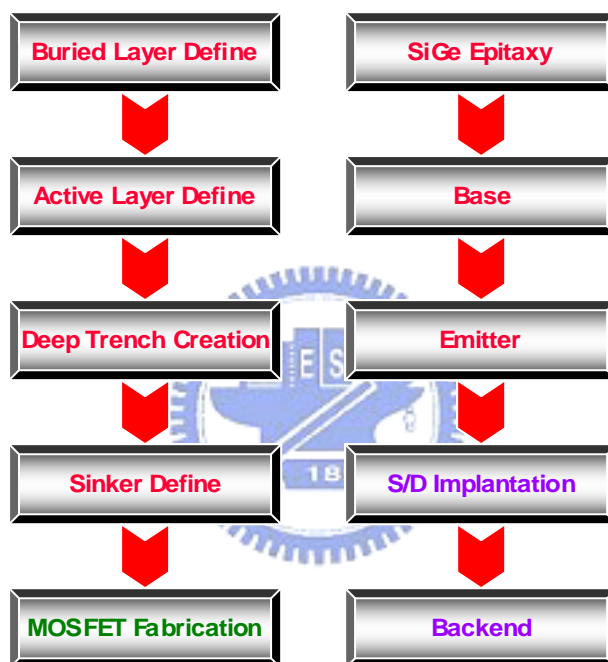 Buried Layer Define
Active Layer Define
Deep Trench Creation
Sinker Define
MOSFET Fabrication
SiGe Epitaxy
Base
Emitter
S/D Implantation
Backend
E S
18